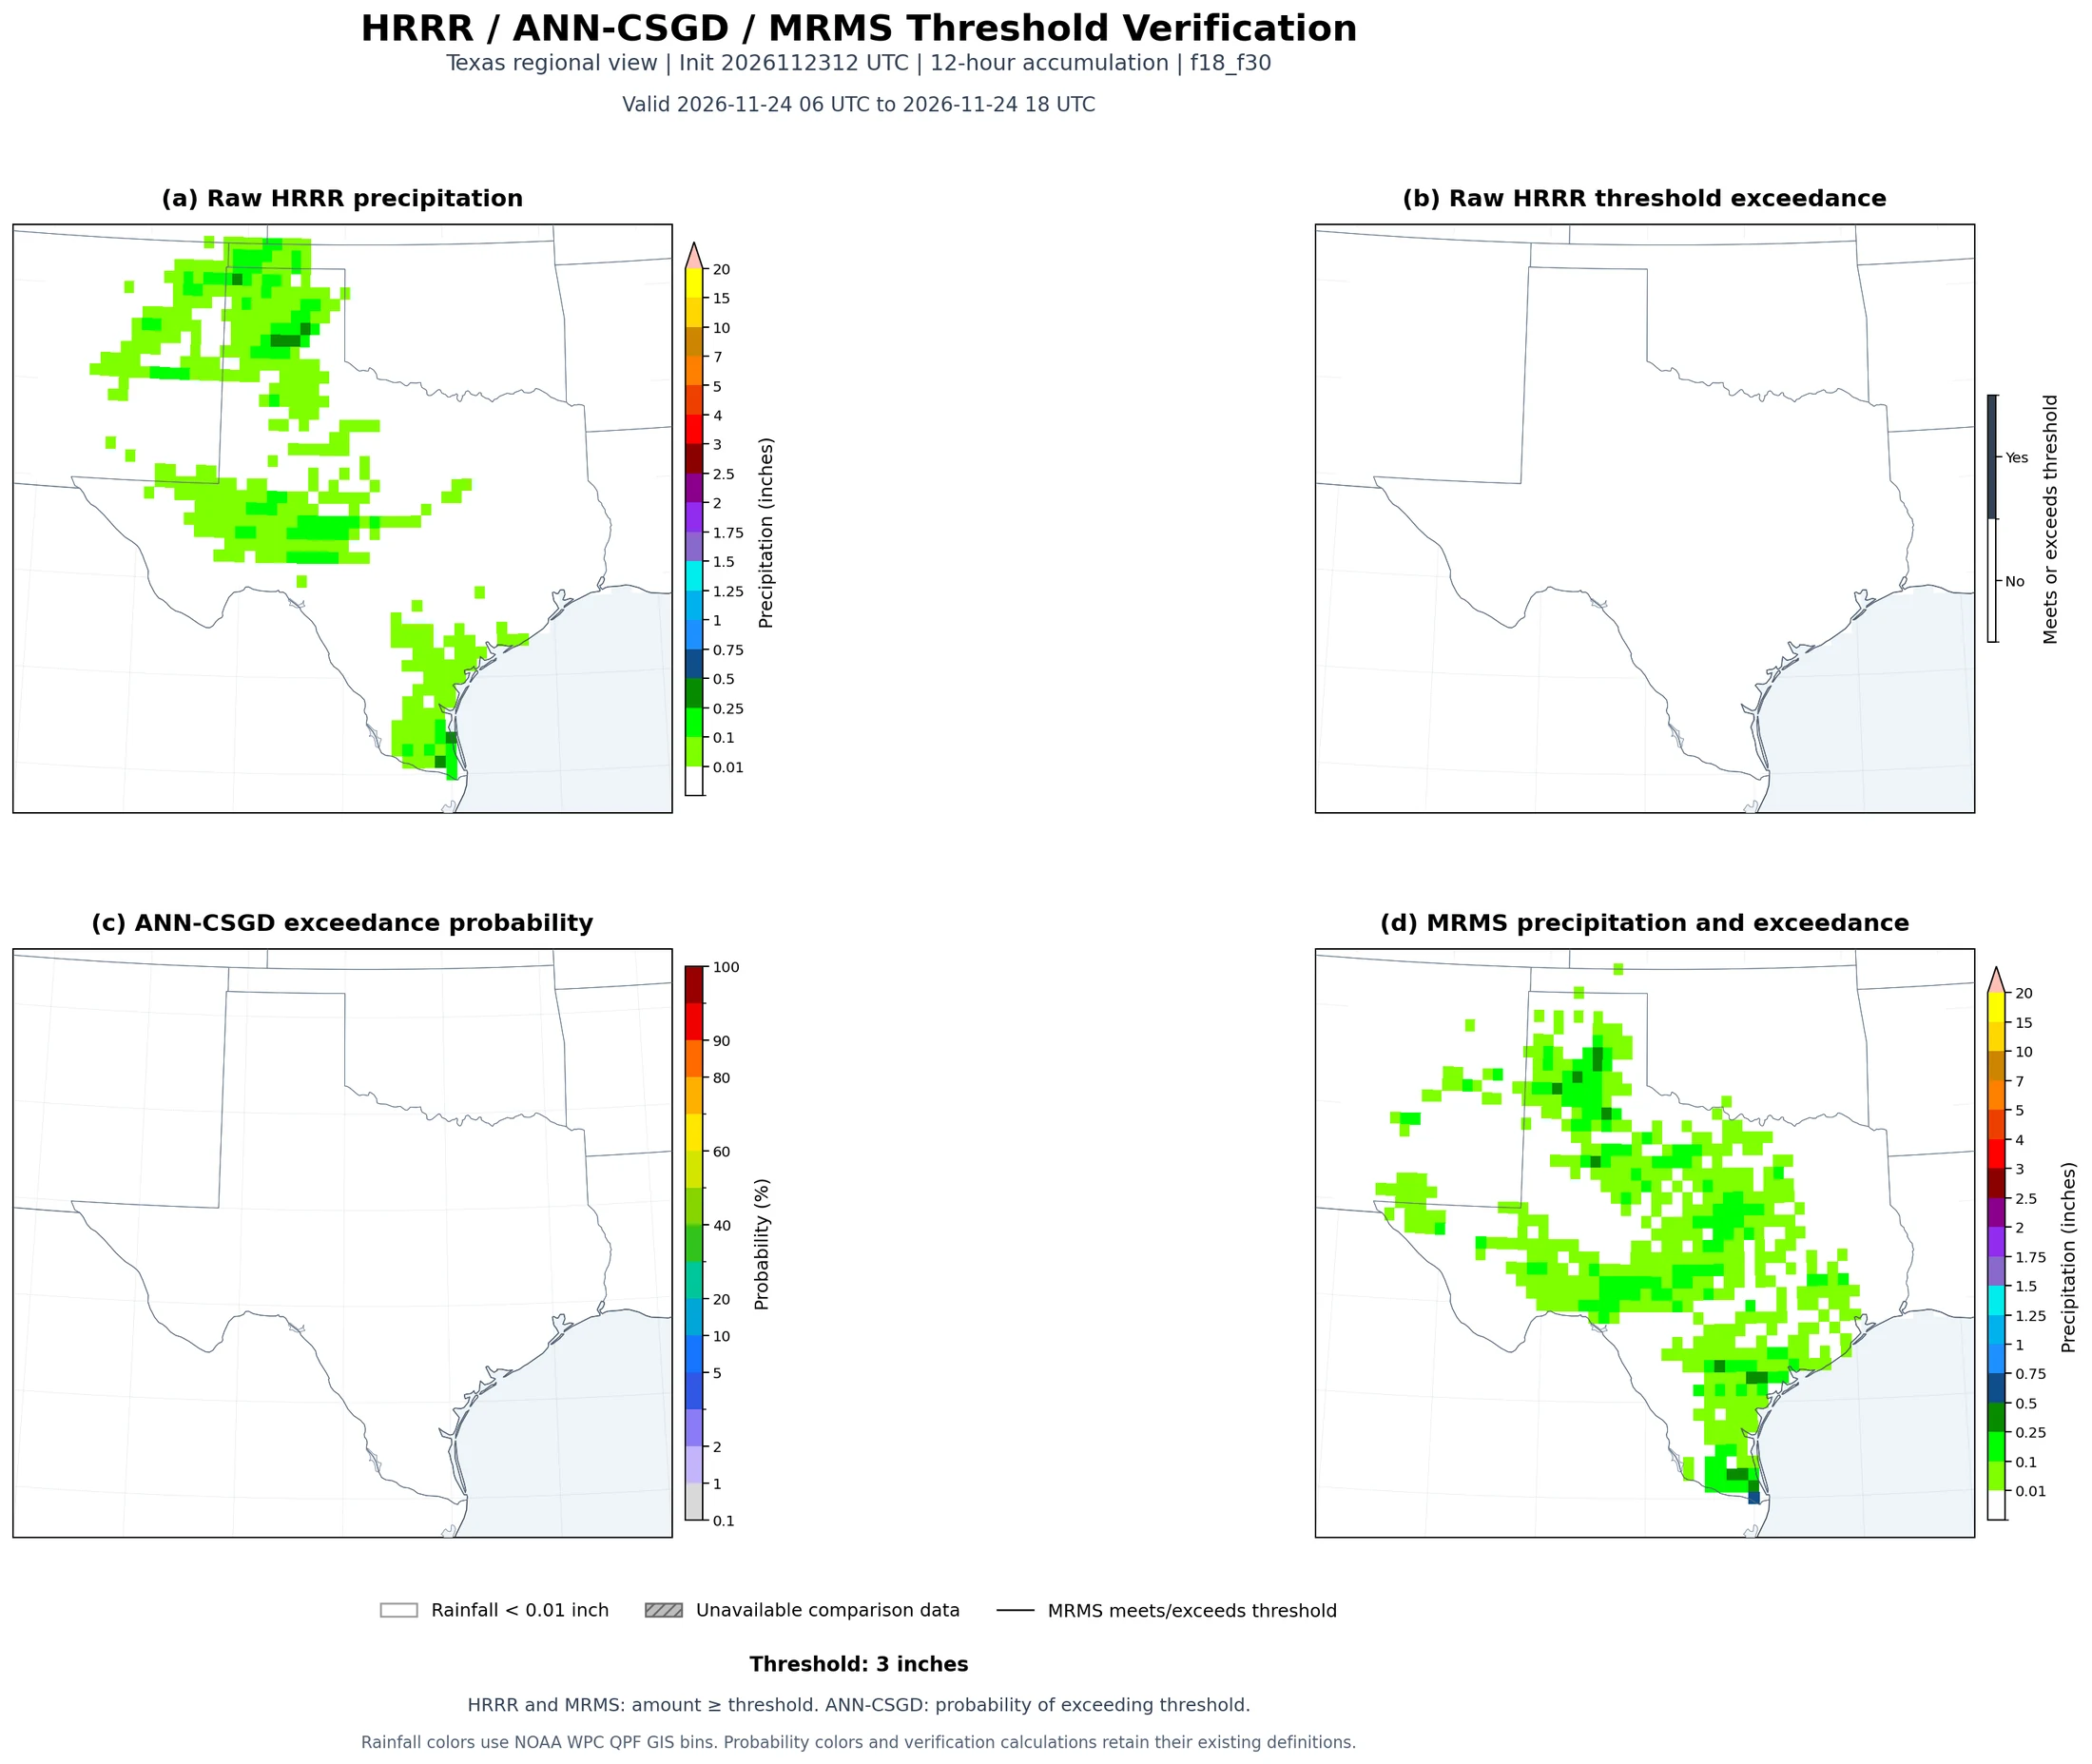 HRRR / ANN-CSGD / MRMS Threshold Verification
Texas regional view | Init 2026112312 UTC | 12-hour accumulation | f18_f30
Valid 2026-11-24 06 UTC to 2026-11-24 18 UTC
(a) Raw HRRR precipitation
20
15
10
7
5
4
3
2.5
2
1.75
1.5
1.25
1
0.75
0.5
0.25
0.1
0.01
Precipitation (inches)
(b) Raw HRRR threshold exceedance
Yes
No
Meets or exceeds threshold
(c) ANN-CSGD exceedance probability
100
90
80
60
40
20
10
5
2
1
0.1
Probability (%)
(d) MRMS precipitation and exceedance
20
15
10
7
5
4
3
2.5
2
1.75
1.5
1.25
1
0.75
0.5
0.25
0.1
0.01
Precipitation (inches)
Rainfall < 0.01 inch
Unavailable comparison data
MRMS meets/exceeds threshold
Threshold: 3 inches
HRRR and MRMS: amount ≥ threshold. ANN-CSGD: probability of exceeding threshold.
Rainfall colors use NOAA WPC QPF GIS bins. Probability colors and verification calculations retain their existing definitions.